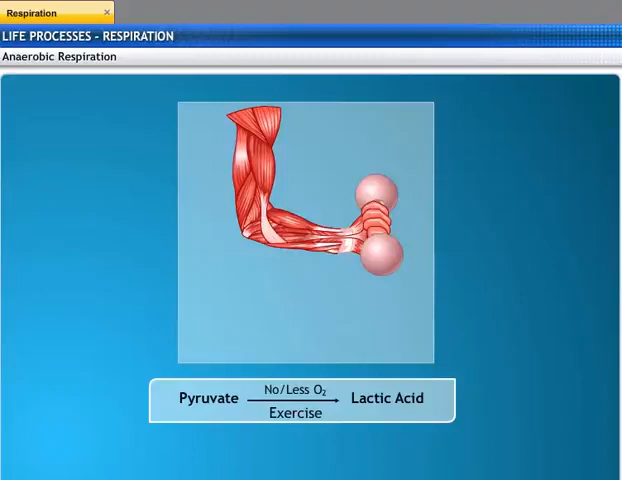 Respiration
LIFE PROCESSES - RESPIRATION
Anaerobic Respiration
No/Less O₂
Pyruvate → Lactic Acid
Exercise